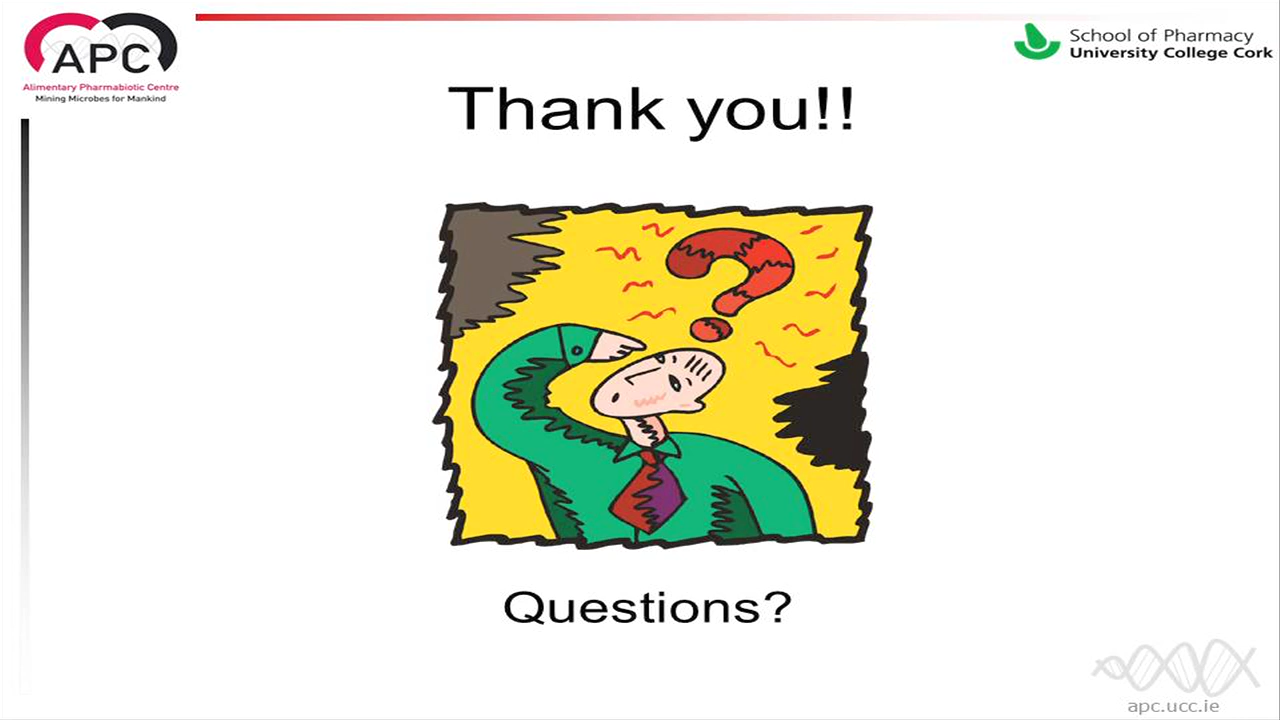 APC
Alimentary Pharmabiotic Centre
Mining Microbes for Mankind
School of Pharmacy
University College Cork
Thank you!!
Questions?
apc.ucc.ie